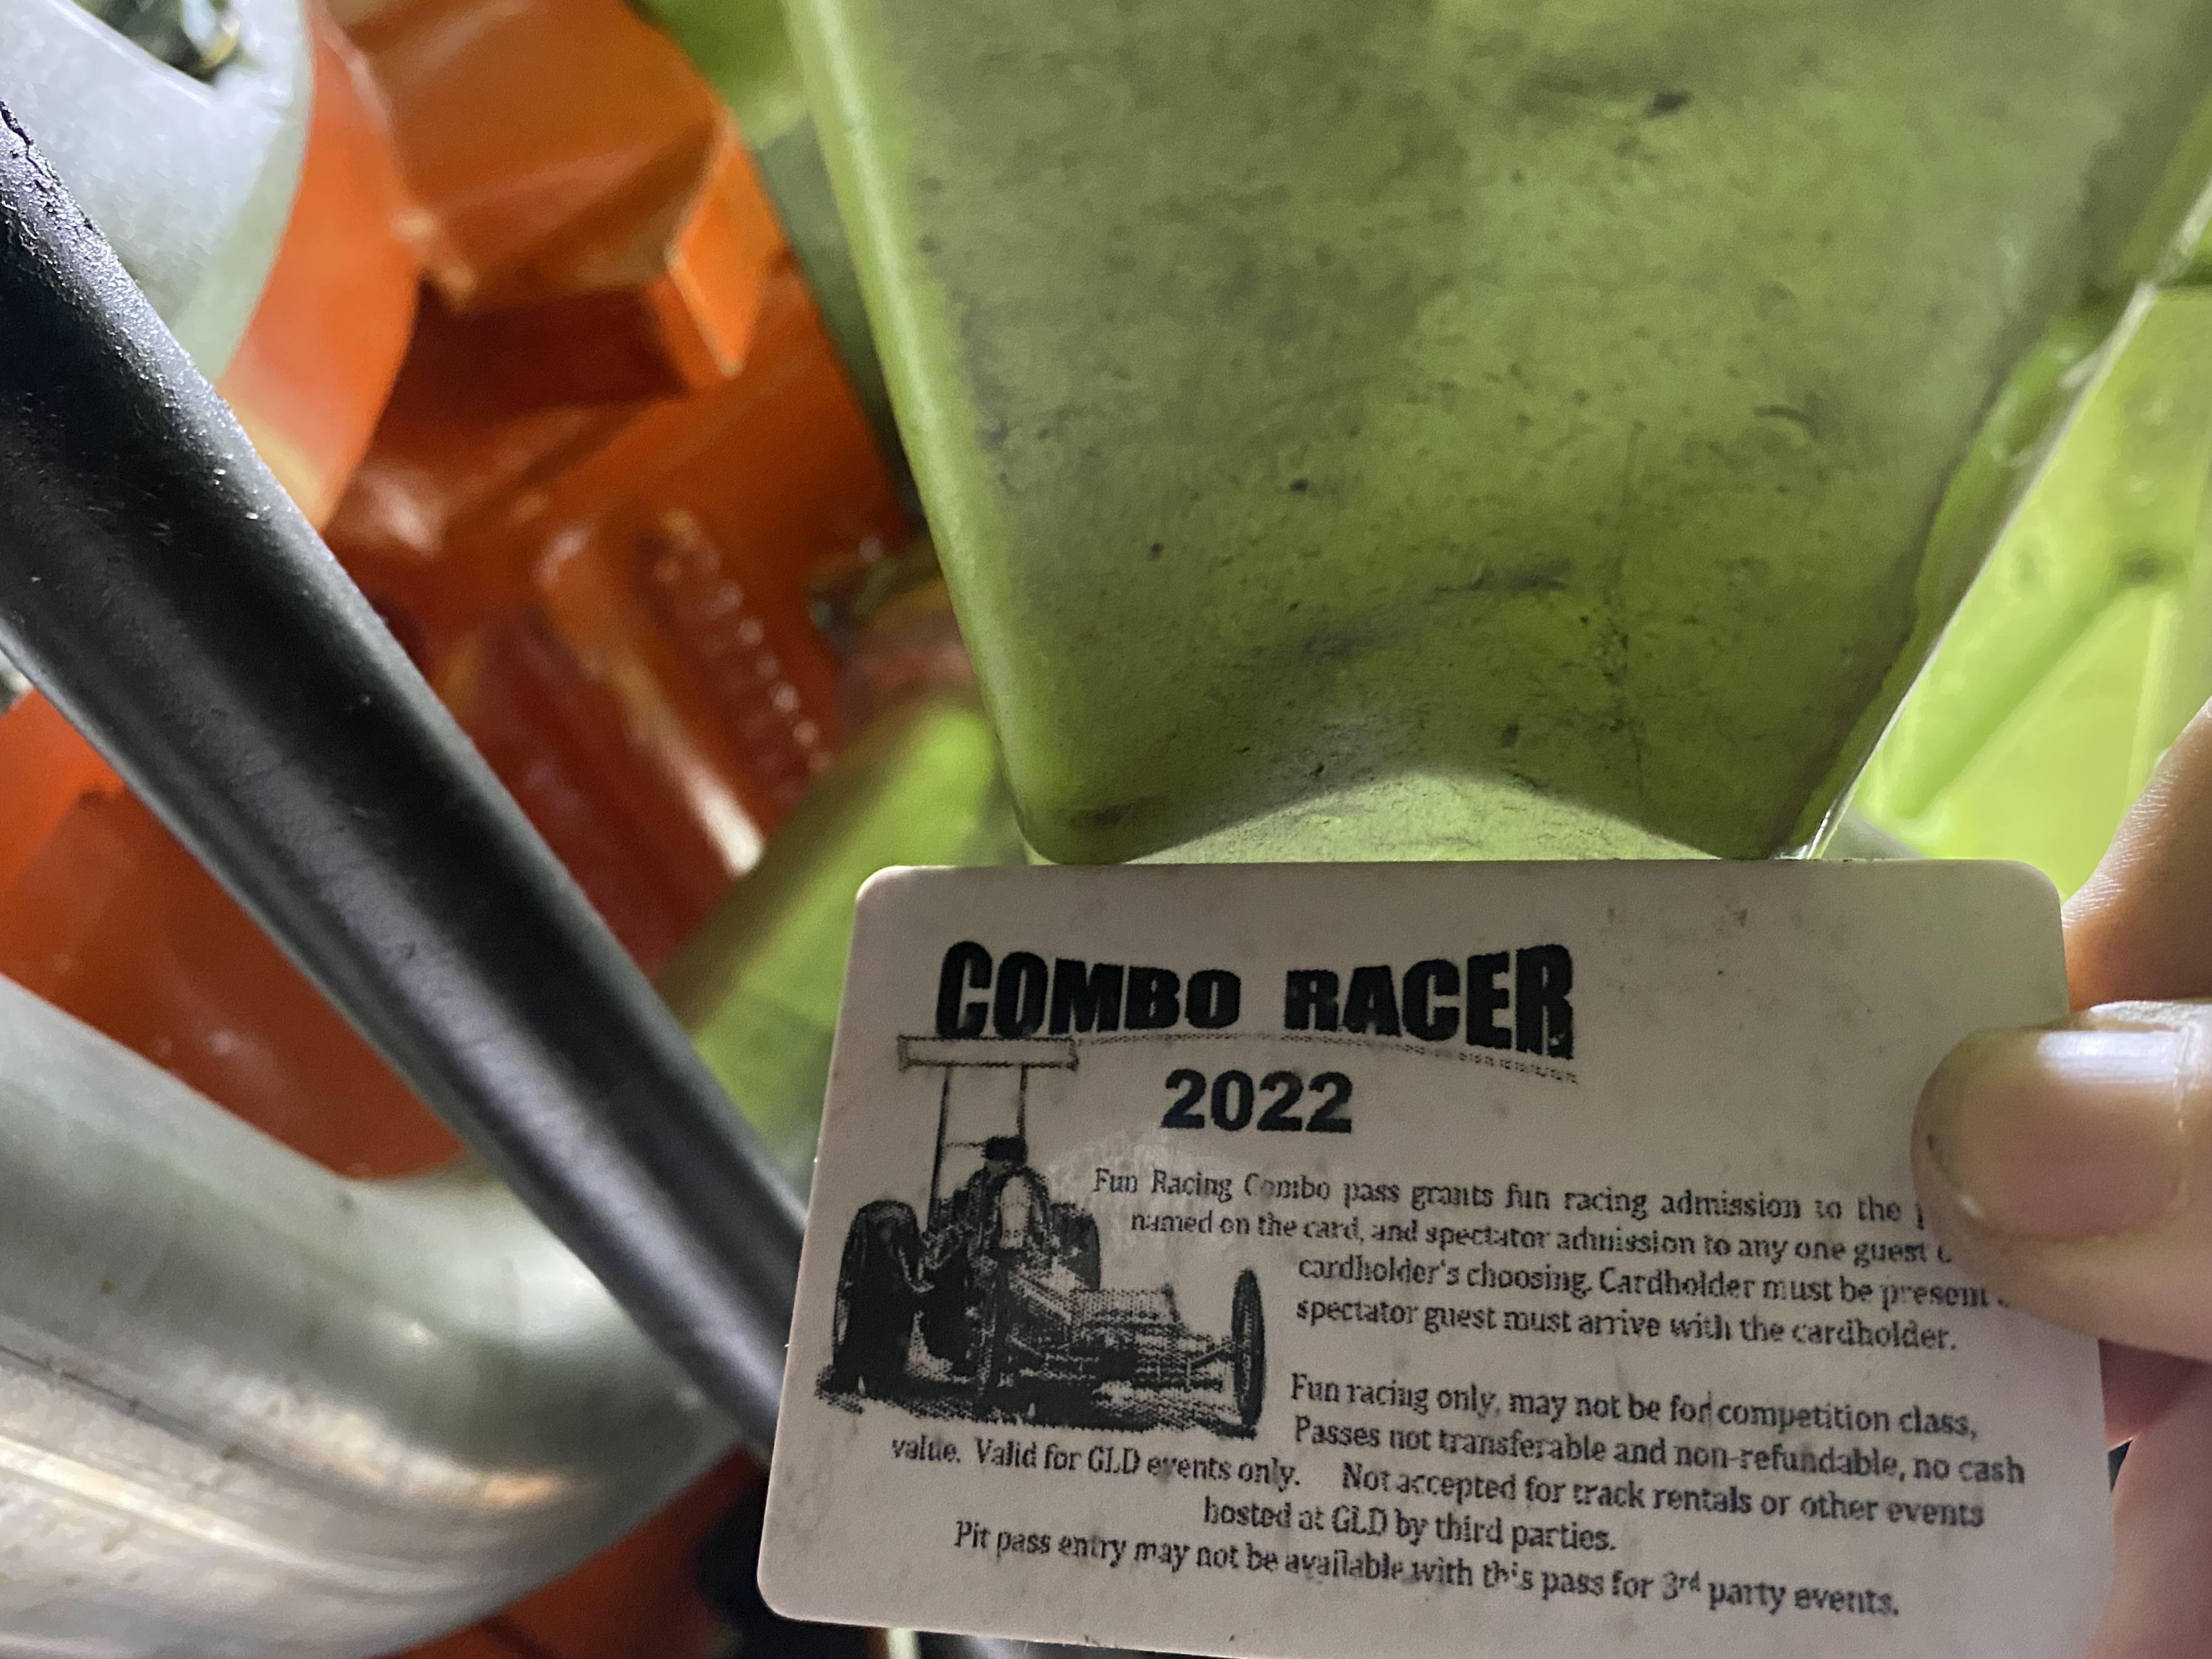 COMBO RACER
2022
Fun Racing Combo pass grants fun racing admission to the
named on the card, and spectator admission to any one guest
cardholder's choosing. Cardholder must be present
spectator guest must arrive with the cardholder.
Fun racing only, may not be for competition class,
Passes not transferable and non-refundable, no cash
value. Valid for GLD events only. Not accepted for track rentals or other events
hosted at GLD by third parties.
Pit pass entry may not be available with this pass for 3rd party events.